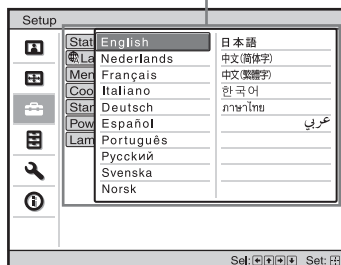 Setup
Stat
La
Men
Coo
Star
Pow
Lam
English
Nederlands
Français
Italiano
Deutsch
Español
Português
Русский
Svenska
Norsk
日本語
中文(简体字)
中文(繁體字)
한국어
ภาษาไทย
عربي
Sel: Set: